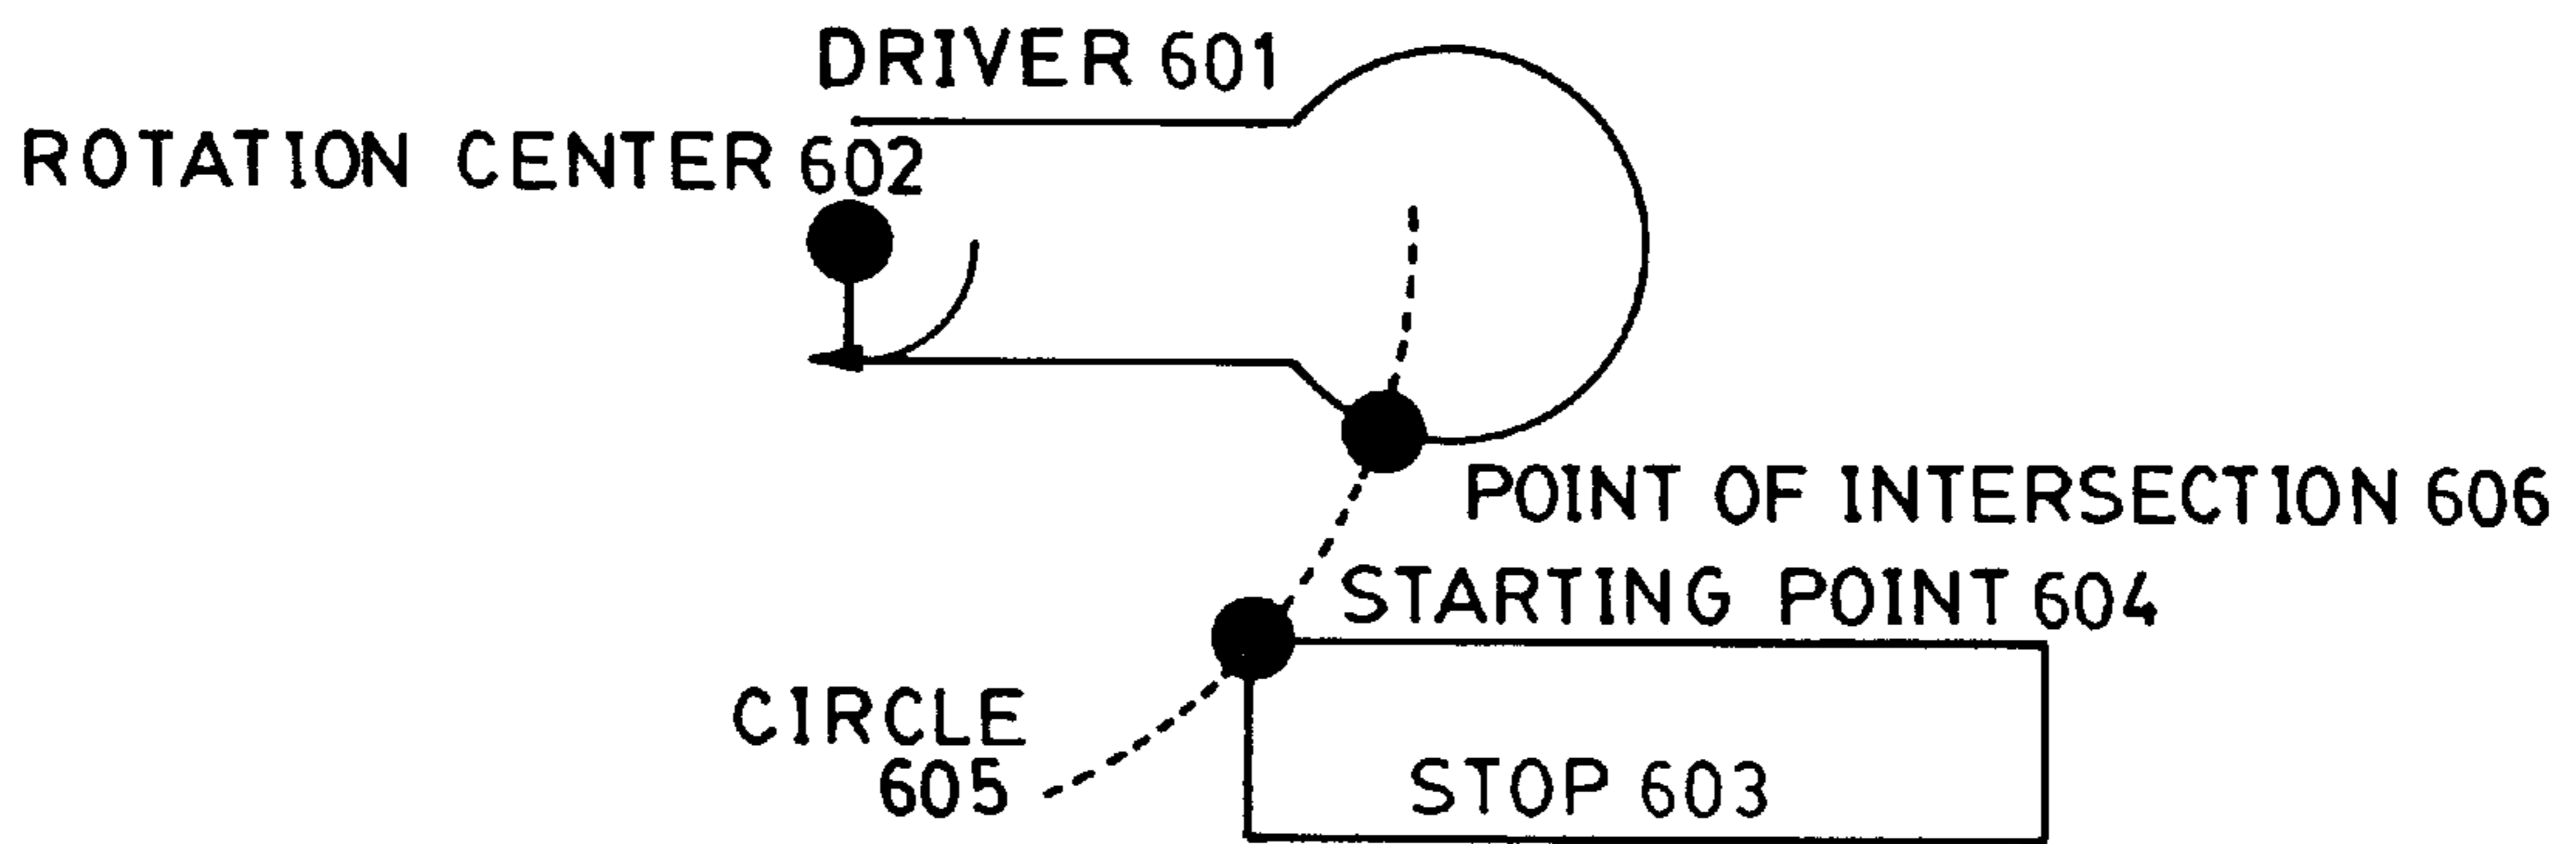 DRIVER 601
ROTATION CENTER 602
POINT OF INTERSECTION 606
STARTING POINT 604
CIRCLE
605
STOP 603